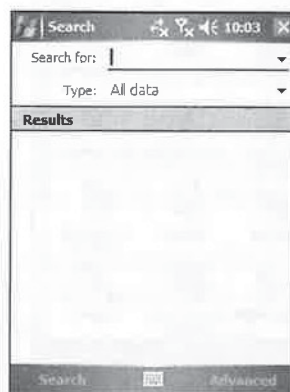 Search 10:03
Search for:
Type: All data
Results
Search Advanced